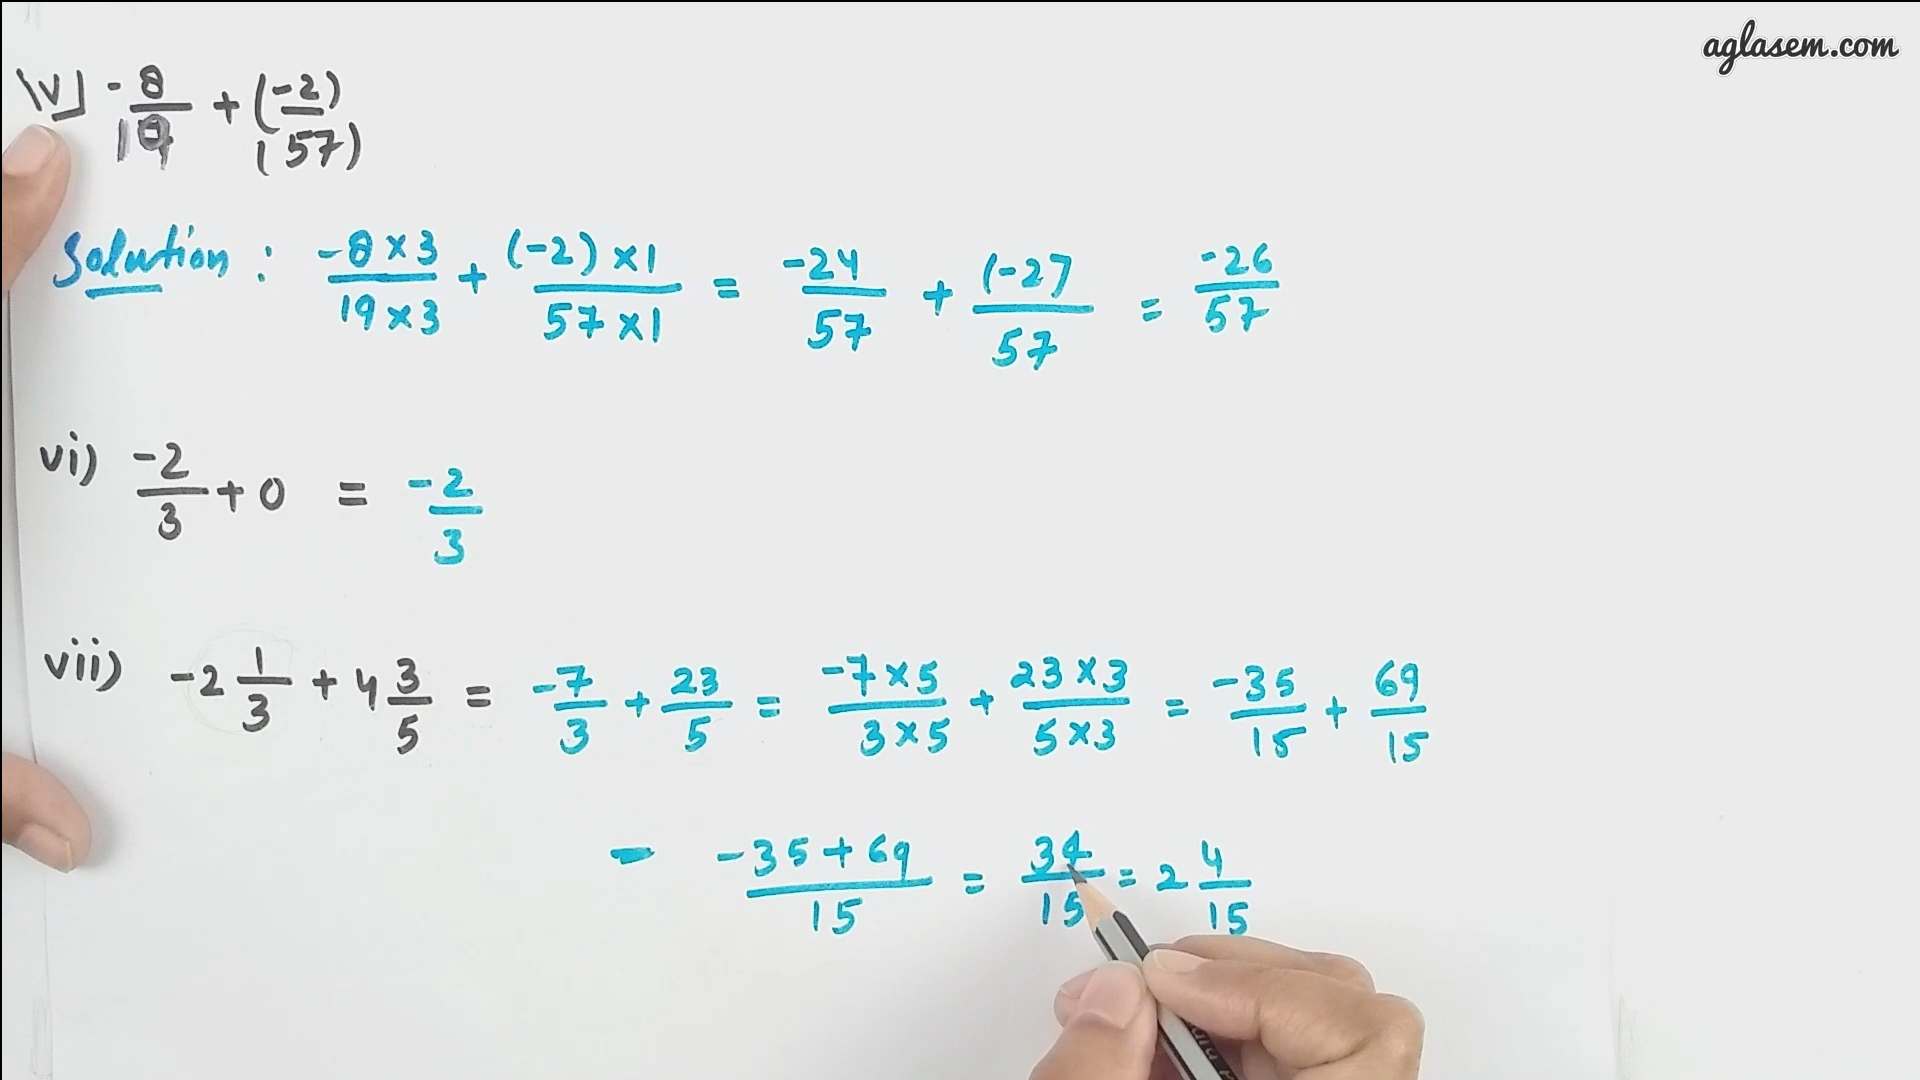 aglasem.com
v) -8/19 + (-2/57)
Solution : -8×3/19×3 + (-2)×1/57×1 = -24/57 + (-27/57 = -26/57
vi) -2/3 + 0 = -2/3
vii) -2 1/3 + 4 3/5 = -7/3 + 23/5 = -7×5/3×5 + 23×3/5×3 = -35/15 + 69/15
- -35+69/15 = 34/15 = 2 4/15